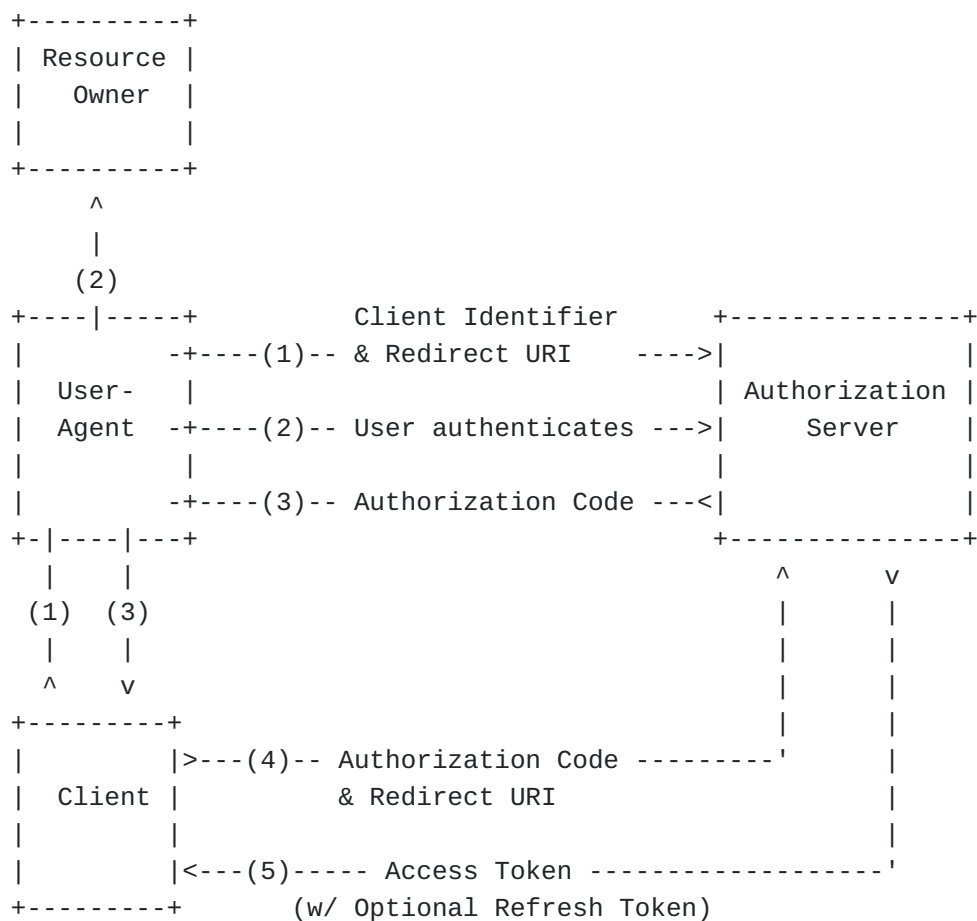 Resource
Owner
(2)
Client Identifier
(1) & Redirect URI
User-
Authorization
Agent (2) User authenticates Server
(3) Authorization Code
(1) (3)
(4) Authorization Code
Client & Redirect URI
(5) Access Token
(w/ Optional Refresh Token)